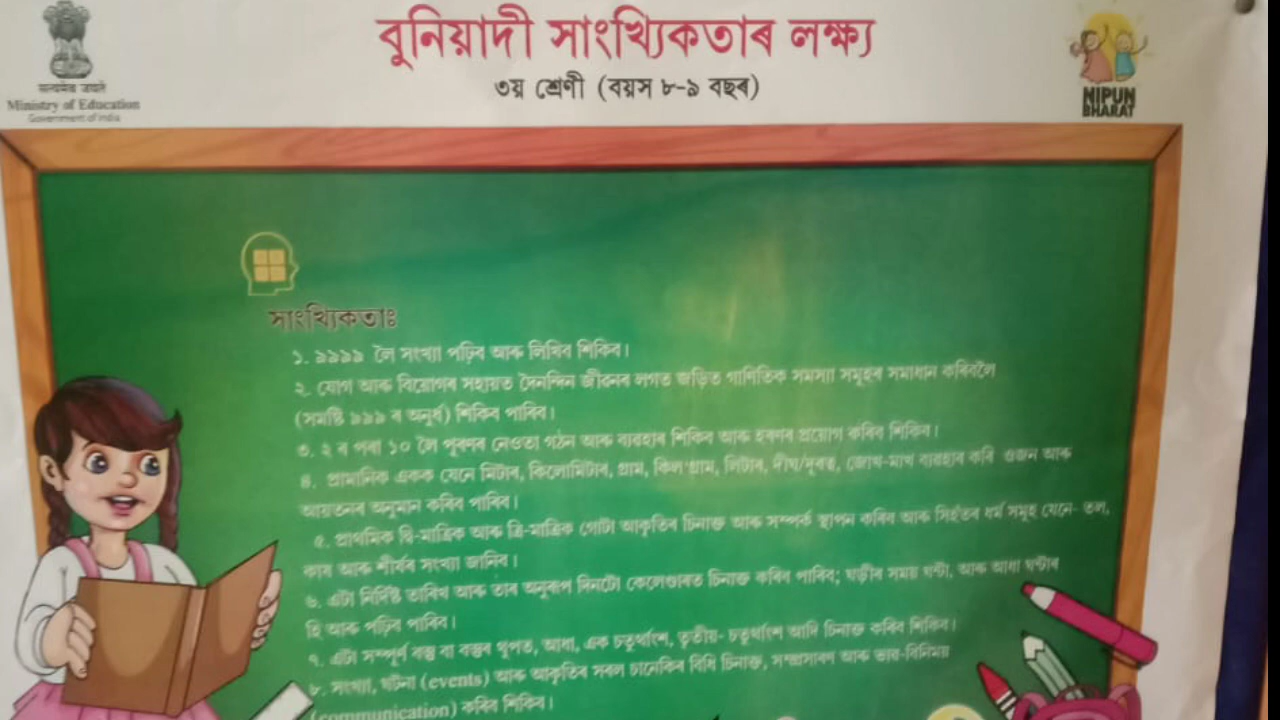 বুনিয়াদী সাংখ্যিকতাৰ লক্ষ্য
৩য় শ্ৰেণী (বয়স ৮-৯ বছৰ)
सत्यमेव जयते
Ministry of Education
Government of India
NIPUN
BHARAT
সাংখ্যিকতাঃ
১. ৯৯৯৯ লৈ সংখ্যা পঢ়িব আৰু লিখিব শিকিব।
২. যোগ আৰু বিয়োগৰ সহায়ত দৈনন্দিন জীৱনৰ লগত জড়িত গাণিতিক সমস্যা সমূহৰ সমাধান কৰিবলৈ
(সমষ্টি ৯৯৯ ৰ অনুৰ্ধ) শিকিব পাৰিব।
৩. ২ ৰ পৰা ১০ লৈ পূৰণৰ নেওতা গঠন আৰু ব্যৱহাৰ শিকিব আৰু হৰণৰ প্ৰয়োগ কৰিব শিকিব।
৪. প্ৰামানিক একক যেনে মিটাৰ, কিলোমিটাৰ, গ্ৰাম, কিল'গ্ৰাম, লিটাৰ, দীঘ/দূৰত্ব, জোখ-মাখ ব্যৱহাৰ কৰি ওজন আৰু
আয়তনৰ অনুমান কৰিব পাৰিব।
৫. প্ৰাথমিক দ্বি-মাত্ৰিক আৰু ত্ৰি-মাত্ৰিক গোটা আকৃতিৰ চিনাক্ত আৰু সম্পৰ্ক স্থাপন কৰিব আৰু সিহঁতৰ ধৰ্ম সমূহ যেনে- তল,
কাষ আৰু শীৰ্ষৰ সংখ্যা জানিব।
৬. এটা নিৰ্দিষ্ট তাৰিখ আৰু তাৰ অনুৰূপ দিনটো কেলেণ্ডাৰত চিনাক্ত কৰিব পাৰিব; ঘড়ীৰ সময় ঘণ্টা, আৰু আধা ঘণ্টাৰ
হি আৰু পঢ়িব পাৰিব।
৭. এটা সম্পূৰ্ণ বস্তু বা বস্তুৰ থূপত, আধা, এক চতুৰ্থাংশ, তৃতীয়- চতুৰ্থাংশ আদি চিনাক্ত কৰিব শিকিব।
৮. সংখ্যা, ঘটনা (events) আৰু আকৃতিৰ সৰল চানেকিৰ বিধি চিনাক্ত, সম্প্ৰসাৰণ আৰু ভাৱ-বিনিময়
(communication) কৰিব শিকিব।